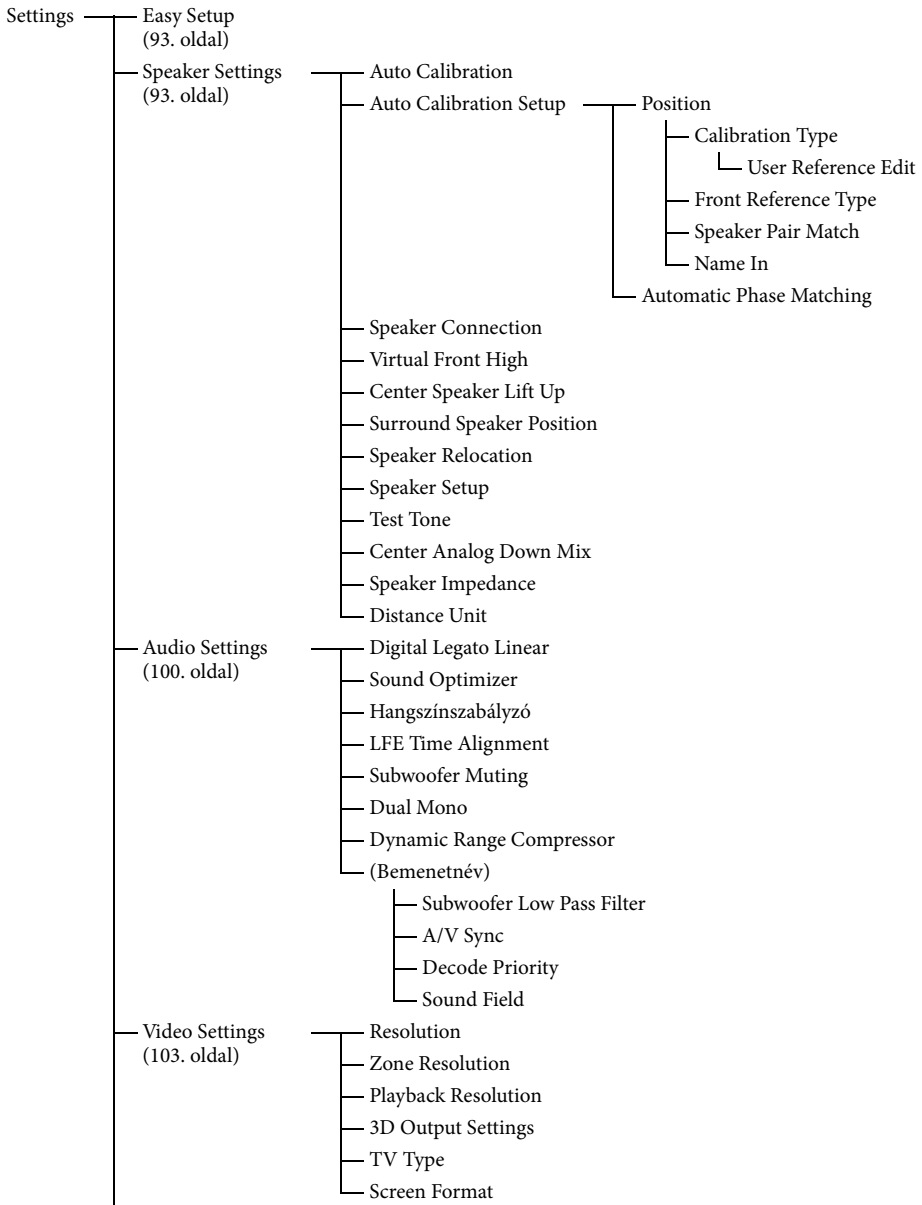 Settings
Easy Setup
(93. oldal)
Speaker Settings
(93. oldal)
Auto Calibration
Auto Calibration Setup
Position
Calibration Type
User Reference Edit
Front Reference Type
Speaker Pair Match
Name In
Automatic Phase Matching
Speaker Connection
Virtual Front High
Center Speaker Lift Up
Surround Speaker Position
Speaker Relocation
Speaker Setup
Test Tone
Center Analog Down Mix
Speaker Impedance
Distance Unit
Audio Settings
(100. oldal)
Digital Legato Linear
Sound Optimizer
Hangszínszabályzó
LFE Time Alignment
Subwoofer Muting
Dual Mono
Dynamic Range Compressor
(Bemenetnév)
Subwoofer Low Pass Filter
A/V Sync
Decode Priority
Sound Field
Video Settings
(103. oldal)
Resolution
Zone Resolution
Playback Resolution
3D Output Settings
TV Type
Screen Format